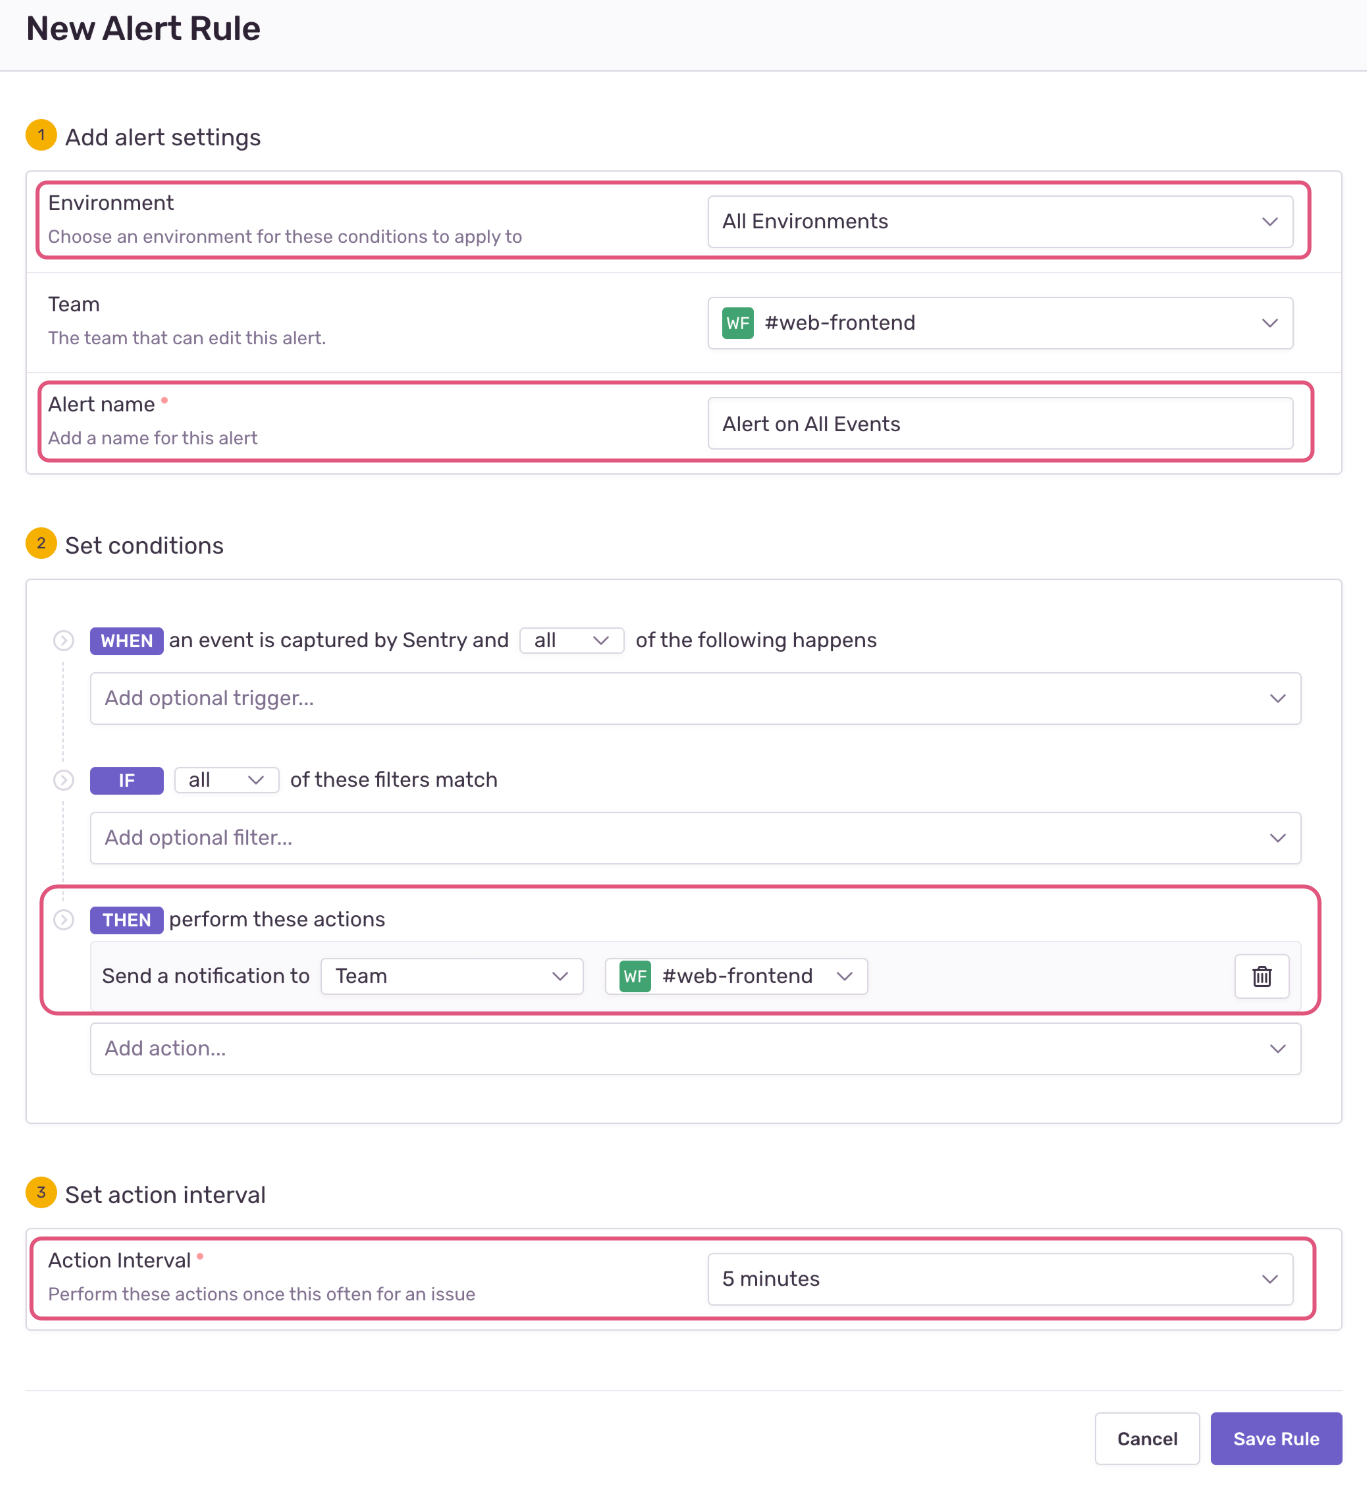 New Alert Rule
1 Add alert settings
Environment
Choose an environment for these conditions to apply to
All Environments
Team
The team that can edit this alert.
WF #web-frontend
Alert name *
Add a name for this alert
Alert on All Events
2 Set conditions
WHEN an event is captured by Sentry and all of the following happens
Add optional trigger...
IF all of these filters match
Add optional filter...
THEN perform these actions
Send a notification to Team WF #web-frontend
Add action...
3 Set action interval
Action Interval *
Perform these actions once this often for an issue
5 minutes
Cancel Save Rule